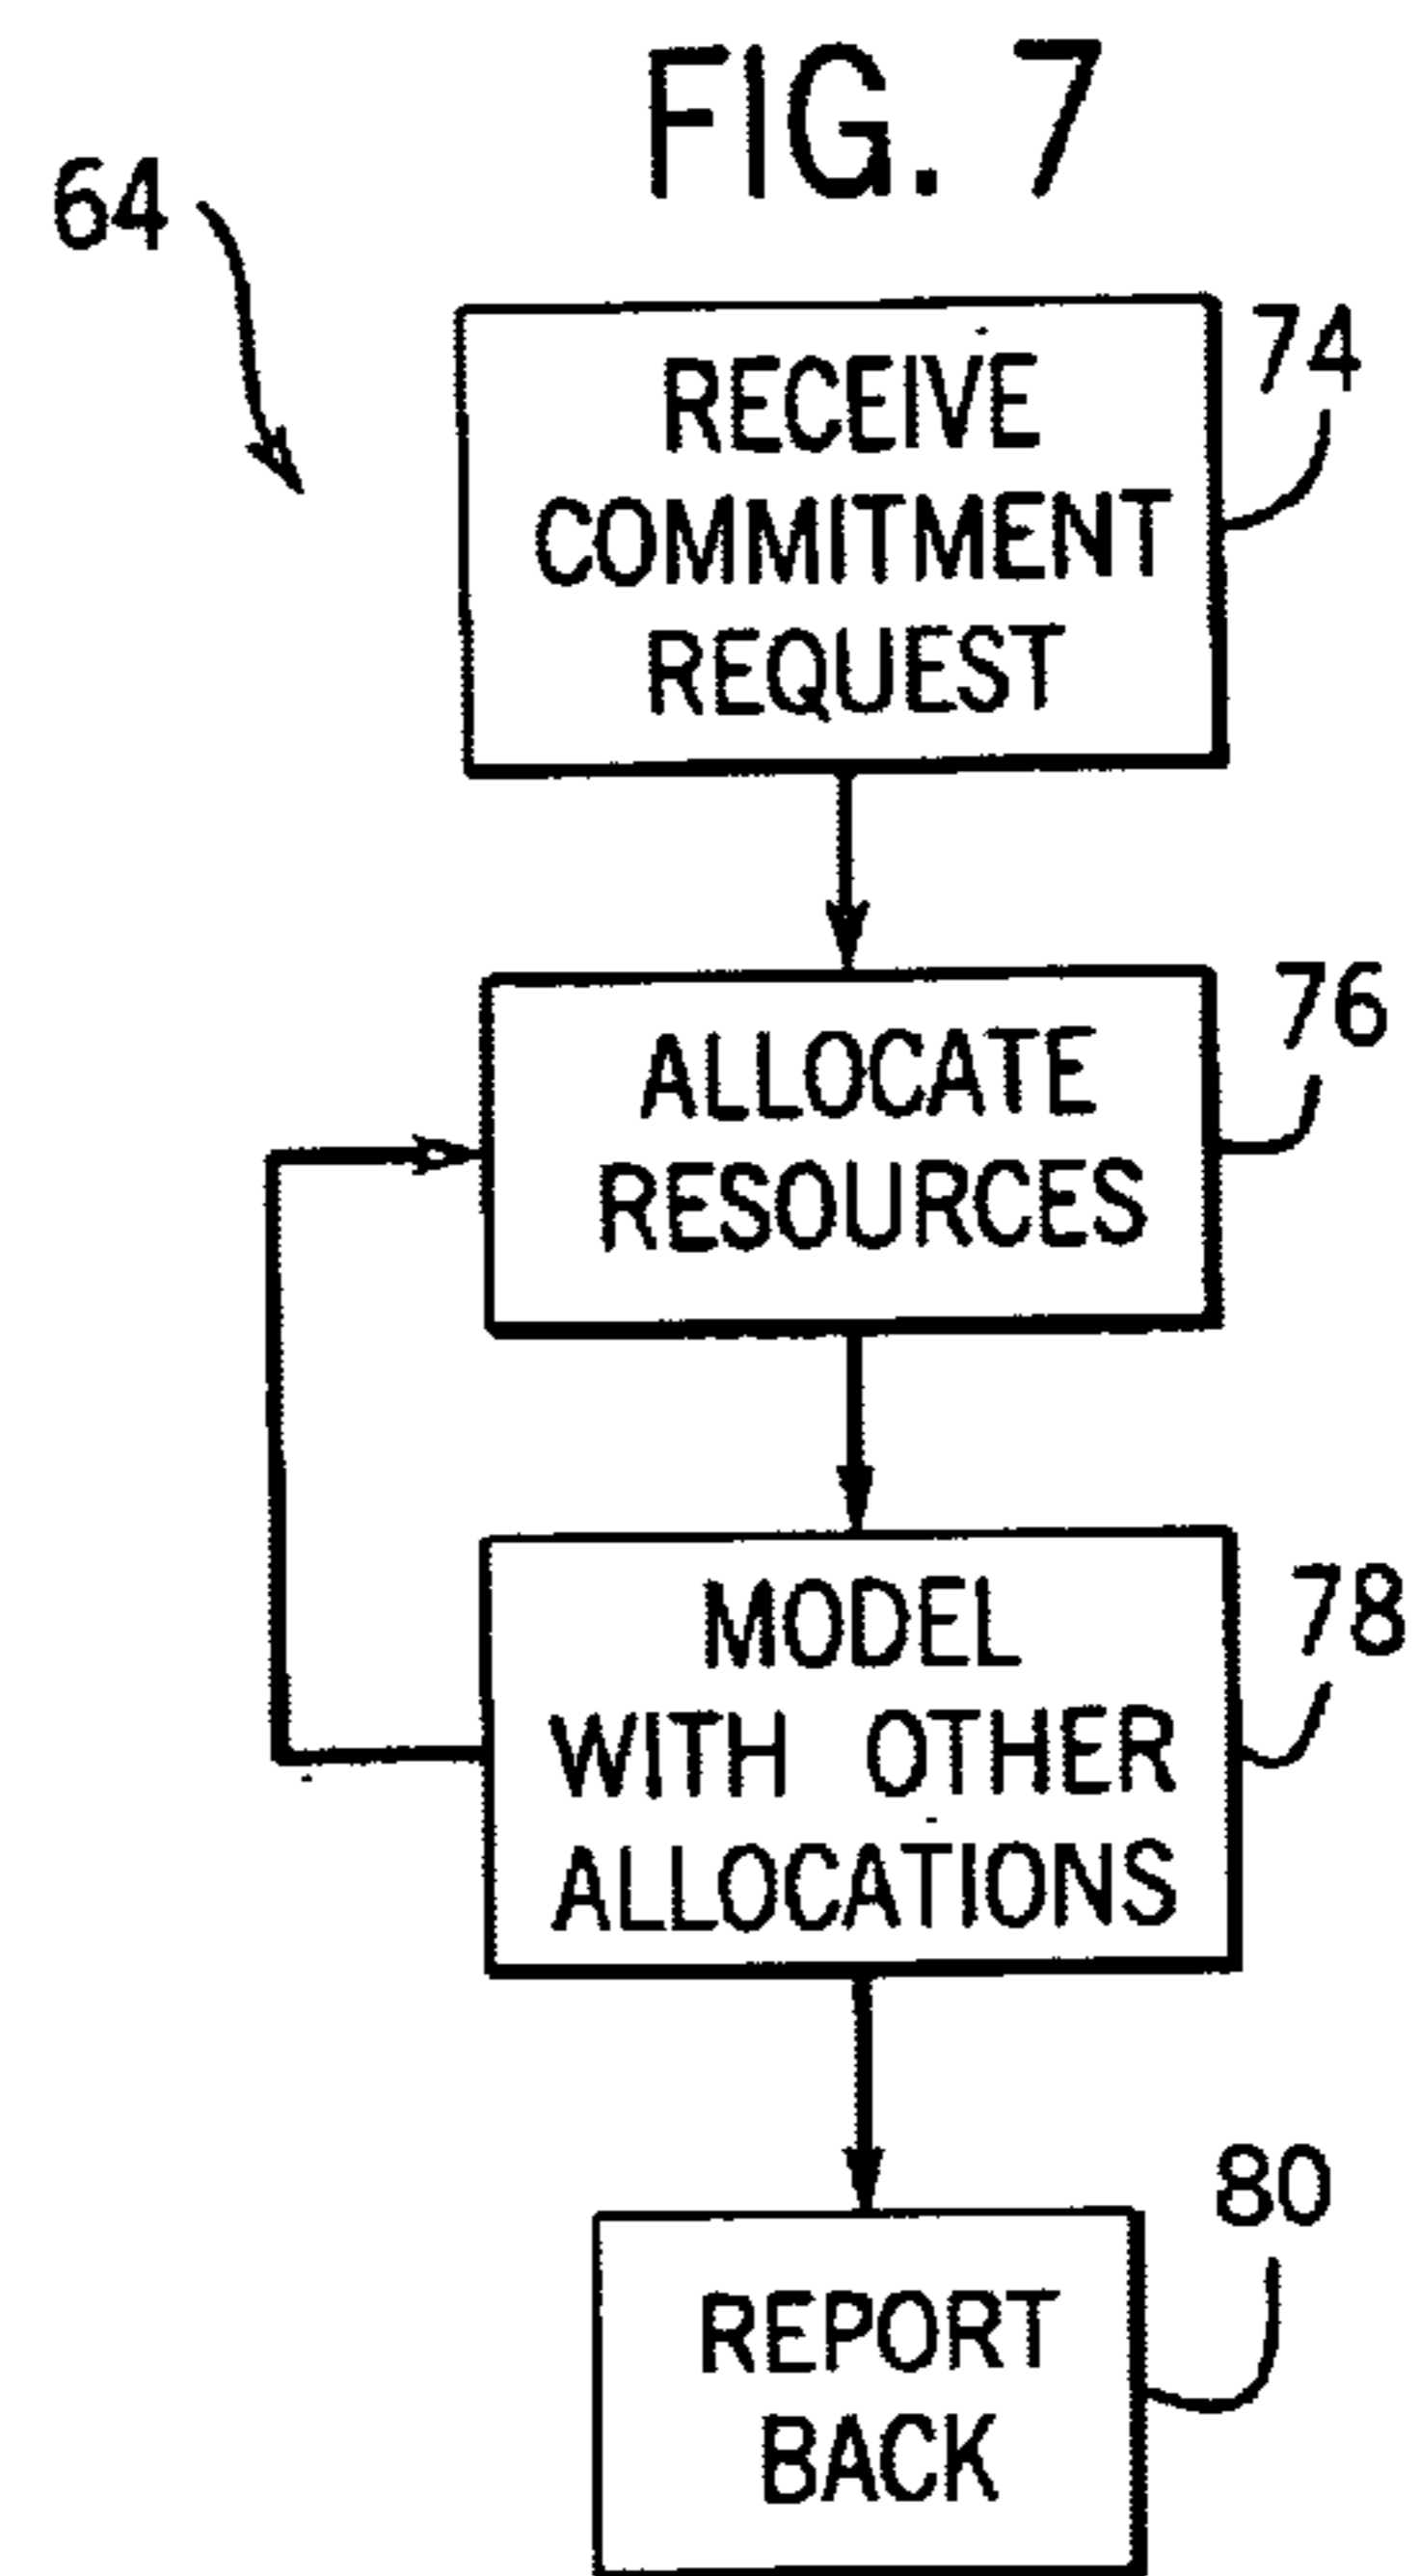 FIG. 7
64
RECEIVE
COMMITMENT
REQUEST
74
ALLOCATE
RESOURCES
76
MODEL
WITH OTHER
ALLOCATIONS
78
REPORT
BACK
80